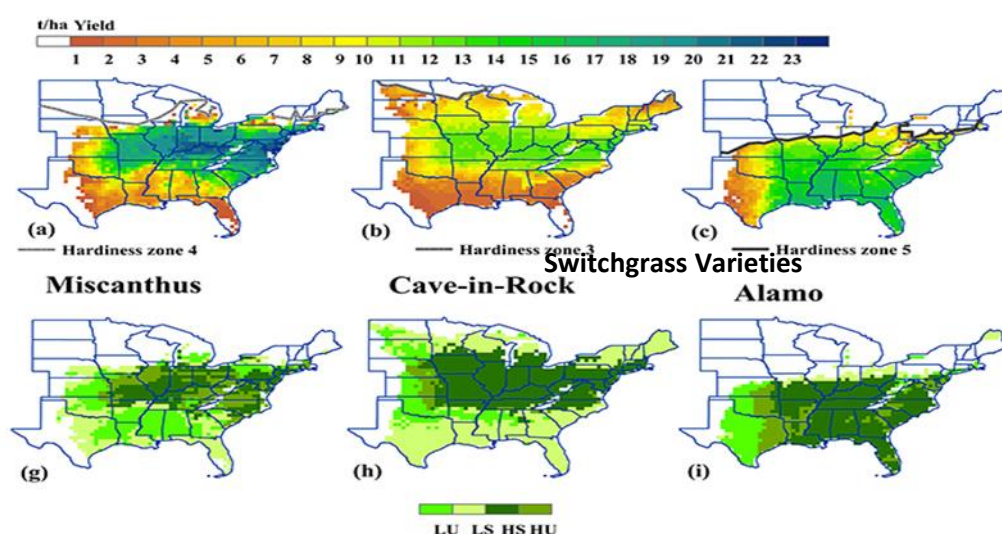 t/ha Yield
1 2 3 4 5 6 7 8 9 10 11 12 13 14 15 16 17 18 19 20 21 22 23
(a) (b) (c)
Hardiness zone 4 Hardiness zone 3 Hardiness zone 5
Switchgrass Varieties
Miscanthus Cave-in-Rock Alamo
(g) (h) (i)
LU LS HS HU